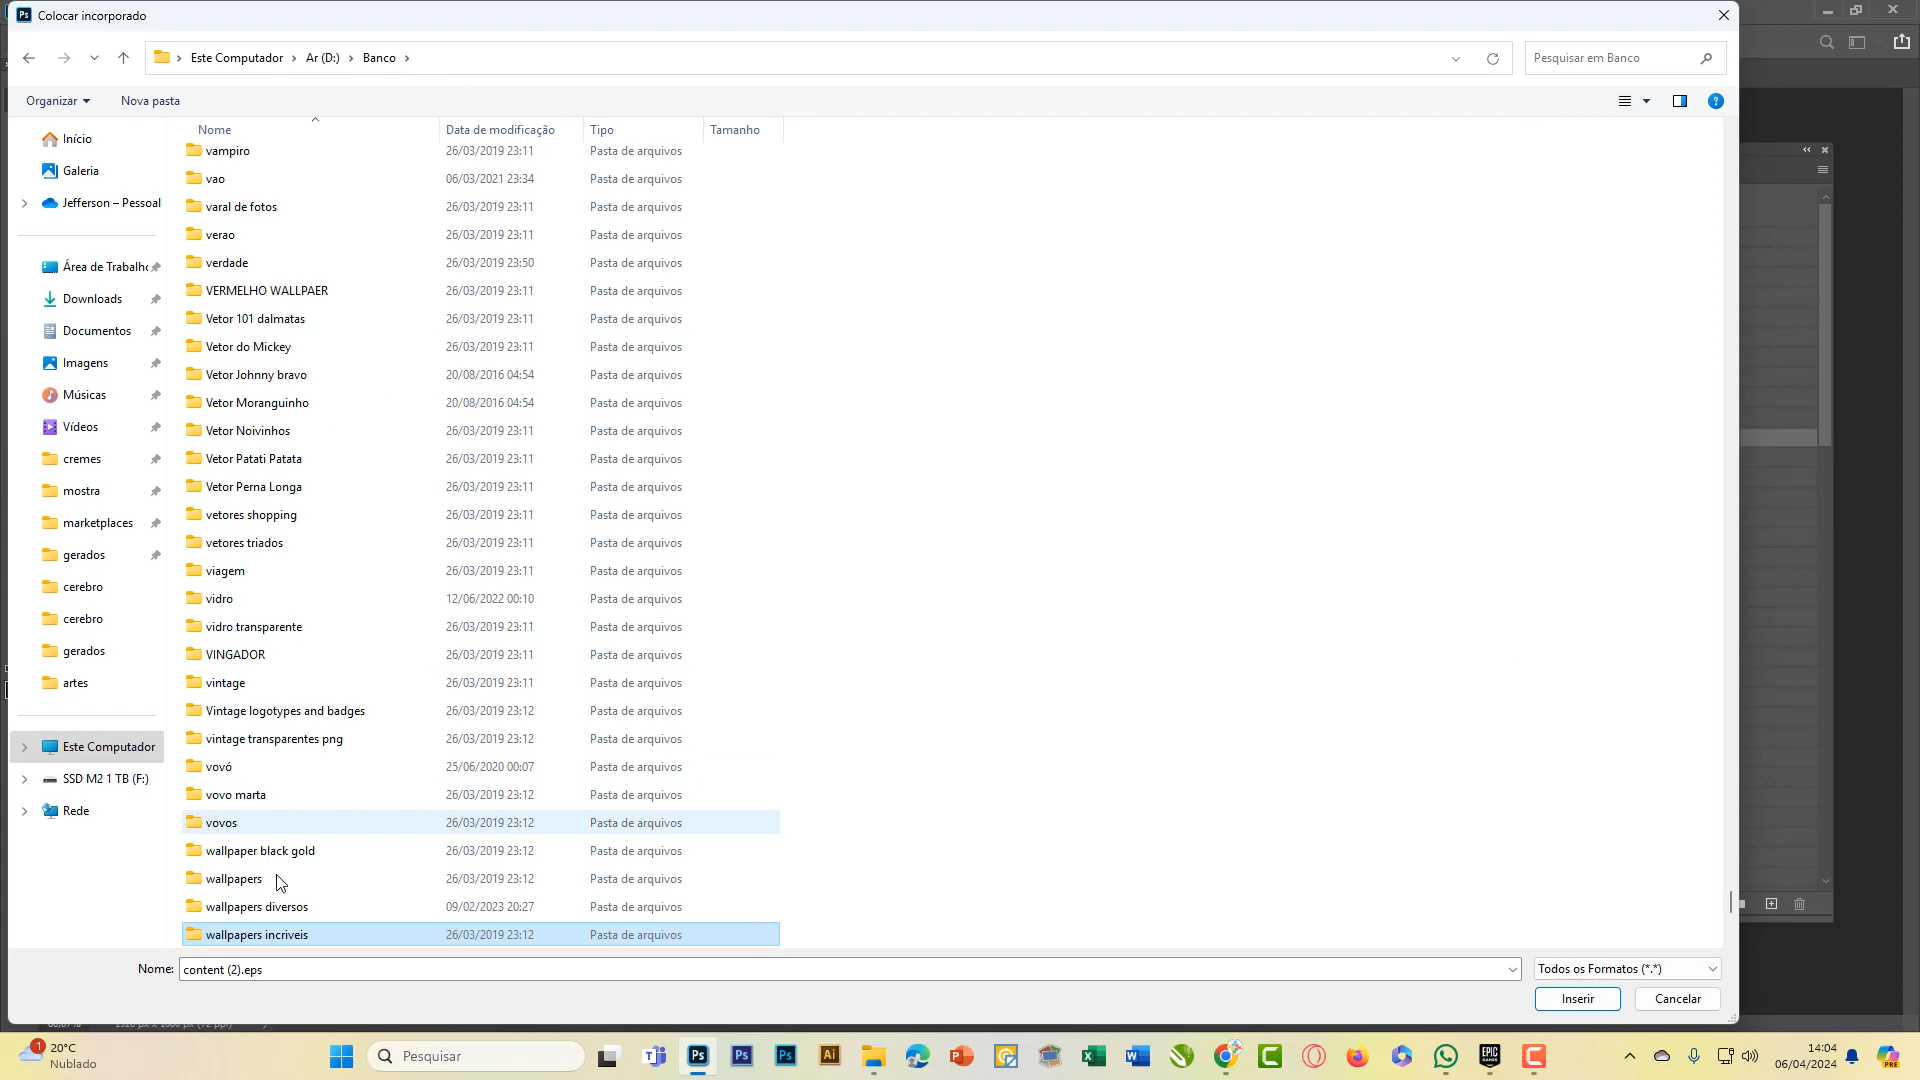 Colocar incorporado
Este Computador > Ar (D:) > Banco >
Pesquisar em Banco
Organizar
Nova pasta
Nome Data de modificação Tipo Tamanho
Início
Galeria
Jefferson – Pessoal
Área de Trabalho
Downloads
Documentos
Imagens
Músicas
Vídeos
cremes
mostra
marketplaces
gerados
cerebro
cerebro
gerados
artes
Este Computador
SSD M2 1 TB (F:)
Rede
vampiro 26/03/2019 23:11 Pasta de arquivos
vao 06/03/2021 23:34 Pasta de arquivos
varal de fotos 26/03/2019 23:11 Pasta de arquivos
verao 26/03/2019 23:11 Pasta de arquivos
verdade 26/03/2019 23:50 Pasta de arquivos
VERMELHO WALLPAER 26/03/2019 23:11 Pasta de arquivos
Vetor 101 dalmatas 26/03/2019 23:11 Pasta de arquivos
Vetor do Mickey 26/03/2019 23:11 Pasta de arquivos
Vetor Johnny bravo 20/08/2016 04:54 Pasta de arquivos
Vetor Moranguinho 20/08/2016 04:54 Pasta de arquivos
Vetor Noivinhos 26/03/2019 23:11 Pasta de arquivos
Vetor Patati Patata 26/03/2019 23:11 Pasta de arquivos
Vetor Perna Longa 26/03/2019 23:11 Pasta de arquivos
vetores shopping 26/03/2019 23:11 Pasta de arquivos
vetores triados 26/03/2019 23:11 Pasta de arquivos
viagem 26/03/2019 23:11 Pasta de arquivos
vidro 12/06/2022 00:10 Pasta de arquivos
vidro transparente 26/03/2019 23:11 Pasta de arquivos
VINGADOR 26/03/2019 23:11 Pasta de arquivos
vintage 26/03/2019 23:11 Pasta de arquivos
Vintage logotypes and badges 26/03/2019 23:12 Pasta de arquivos
vintage transparentes png 26/03/2019 23:12 Pasta de arquivos
vovó 25/06/2020 00:07 Pasta de arquivos
vovo marta 26/03/2019 23:12 Pasta de arquivos
vovos 26/03/2019 23:12 Pasta de arquivos
wallpaper black gold 26/03/2019 23:12 Pasta de arquivos
wallpapers 26/03/2019 23:12 Pasta de arquivos
wallpapers diversos 09/02/2023 20:27 Pasta de arquivos
wallpapers incriveis 26/03/2019 23:12 Pasta de arquivos
Nome: content (2).eps
Todos os Formatos (*.*)
Inserir
Cancelar
1
20°C
Nublado
Pesquisar
14:04
06/04/2024